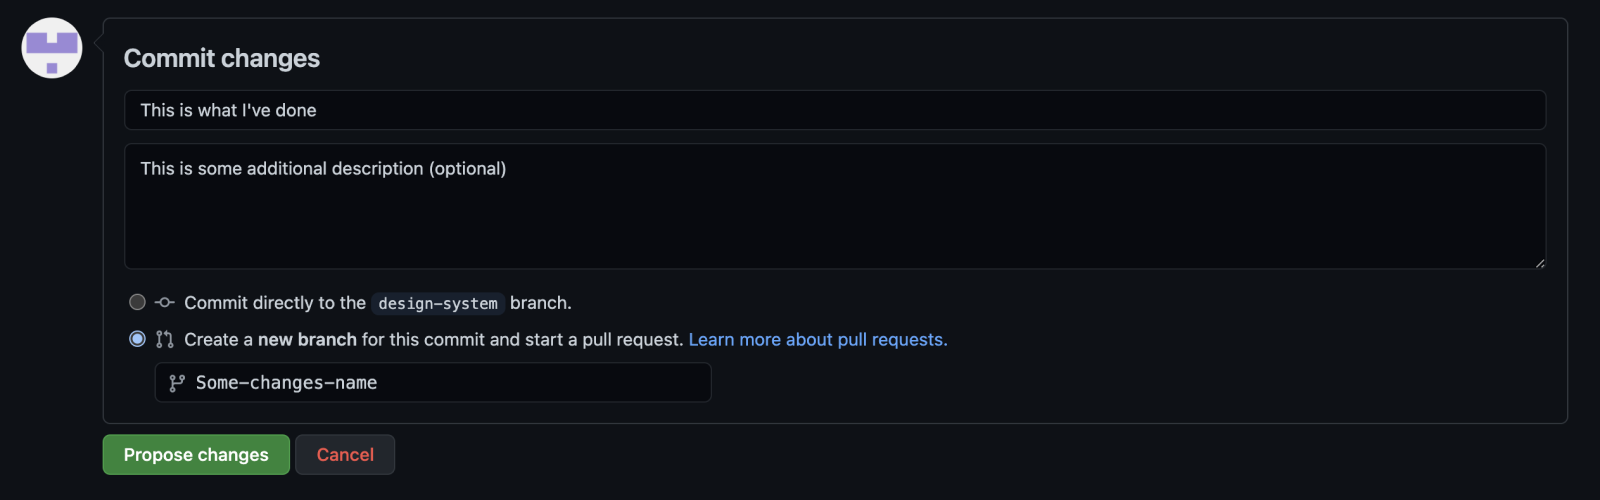 Commit changes
This is what I've done
This is some additional description (optional)
Commit directly to the design-system branch.
Create a new branch for this commit and start a pull request. Learn more about pull requests.
Some-changes-name
Propose changes Cancel